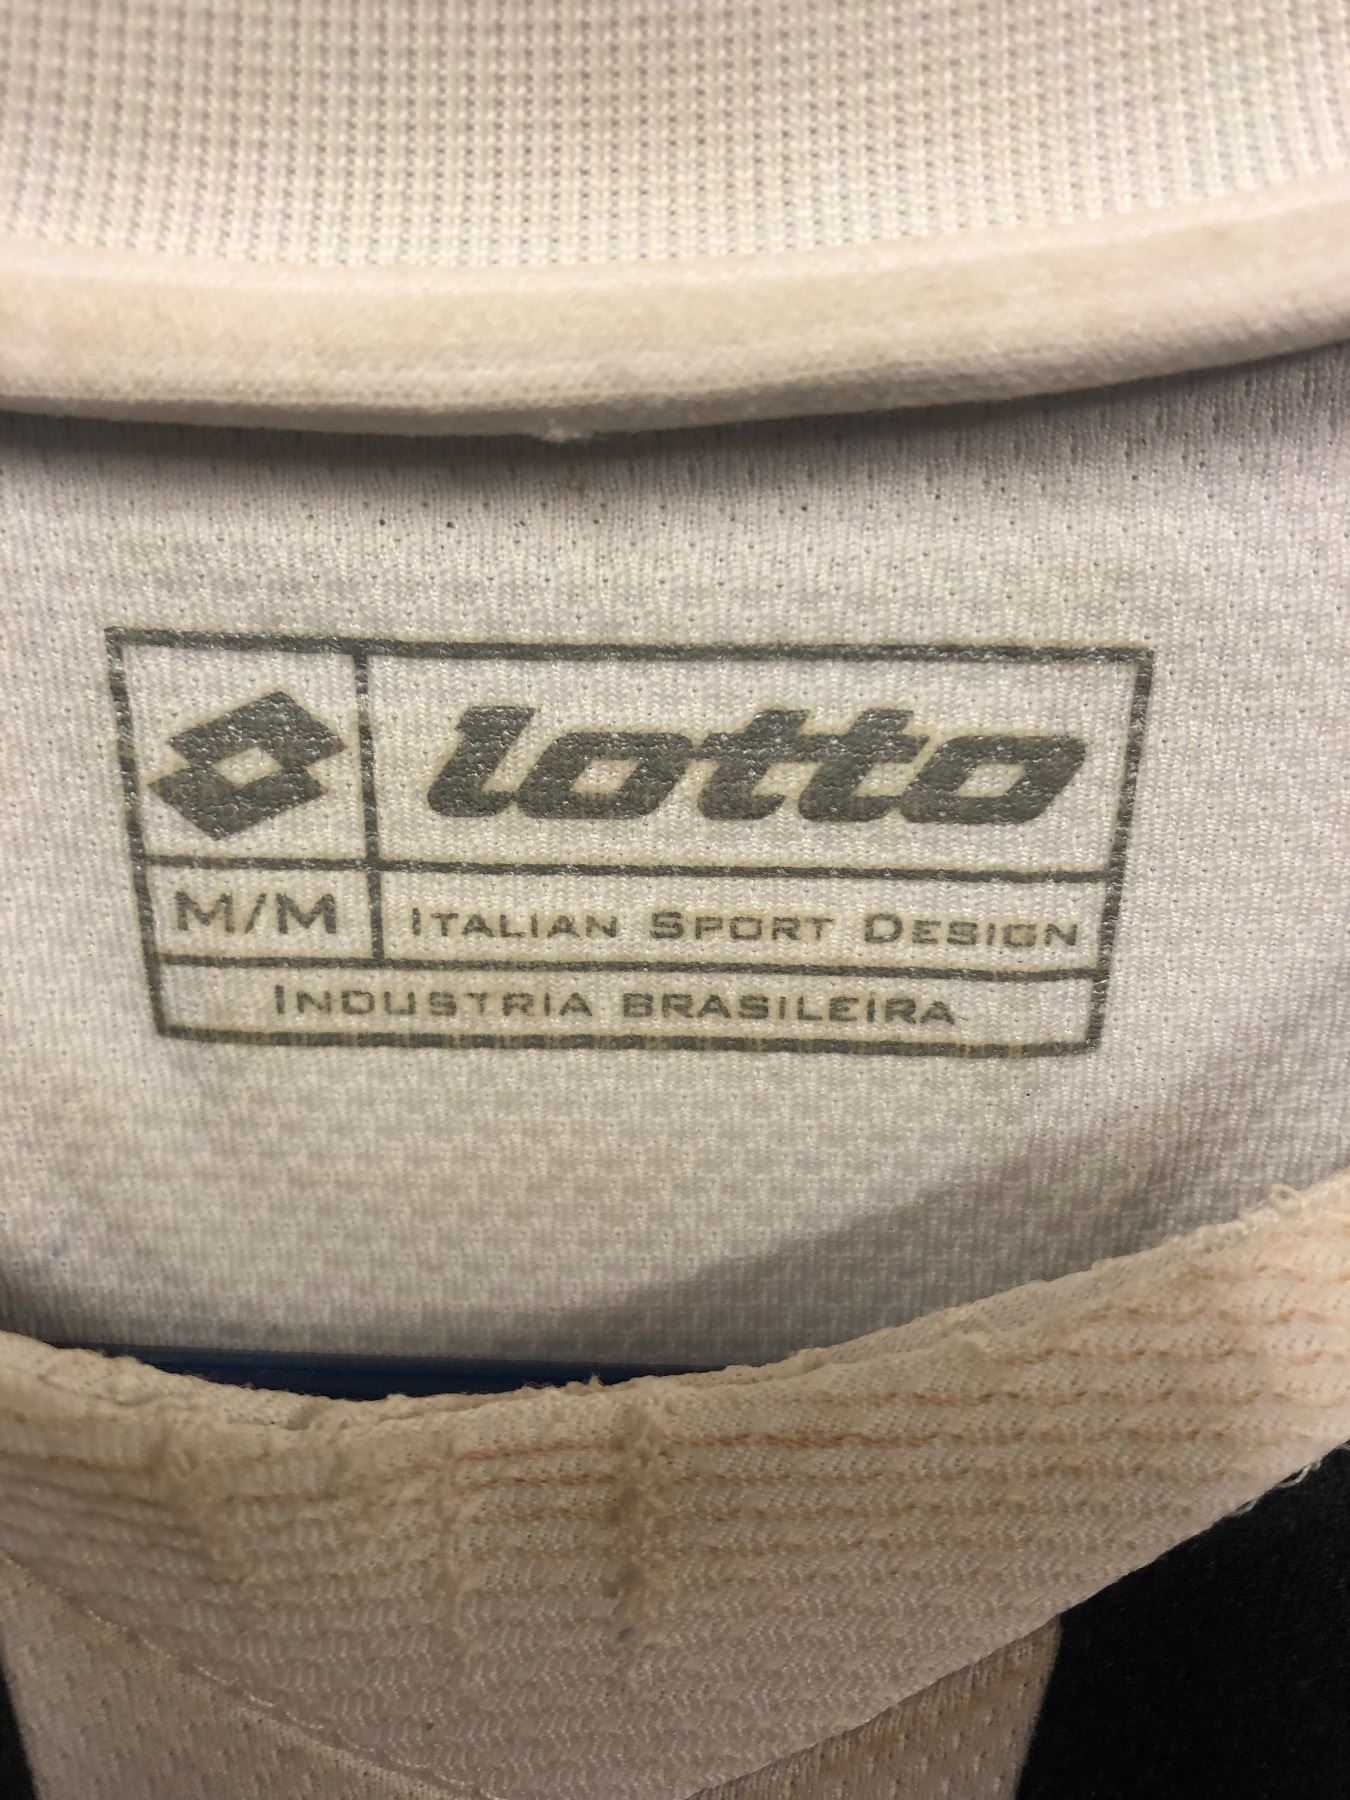 lotto
M/M Italian Sport Design
Industria brasileira